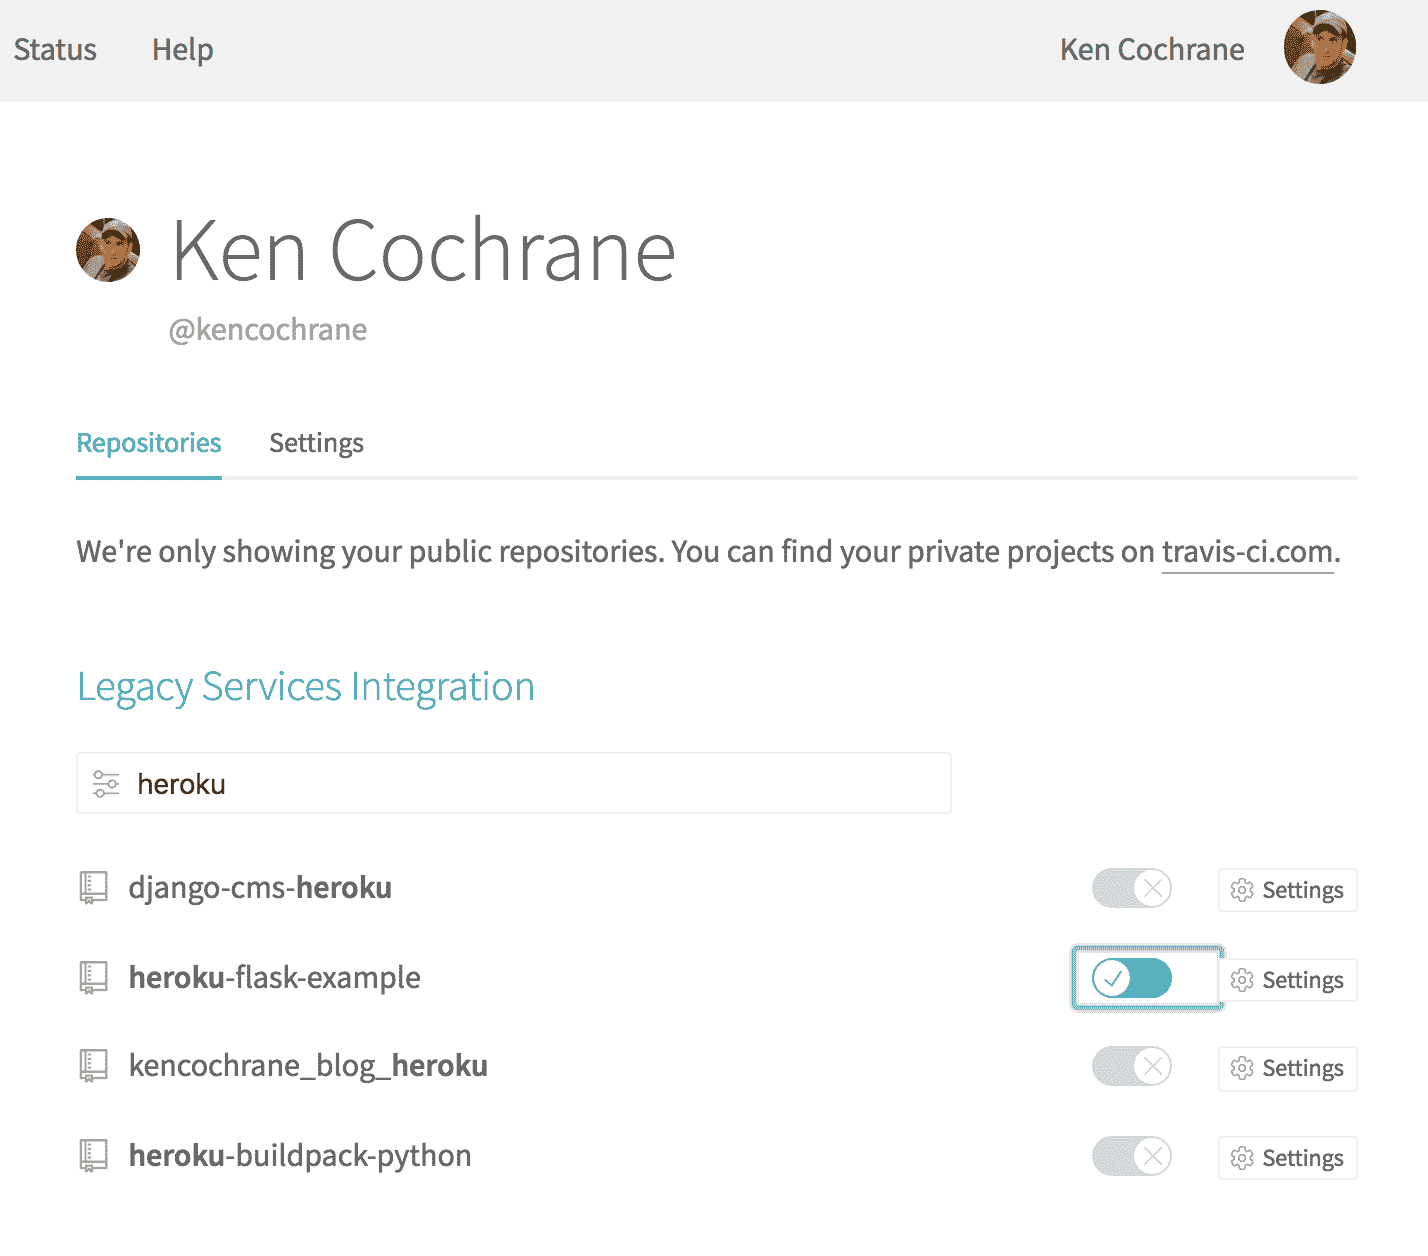 Status Help Ken Cochrane
Ken Cochrane
@kencochrane
Repositories Settings
We're only showing your public repositories. You can find your private projects on travis-ci.com.
Legacy Services Integration
heroku
django-cms-heroku Settings
heroku-flask-example Settings
kencochrane_blog_heroku Settings
heroku-buildpack-python Settings